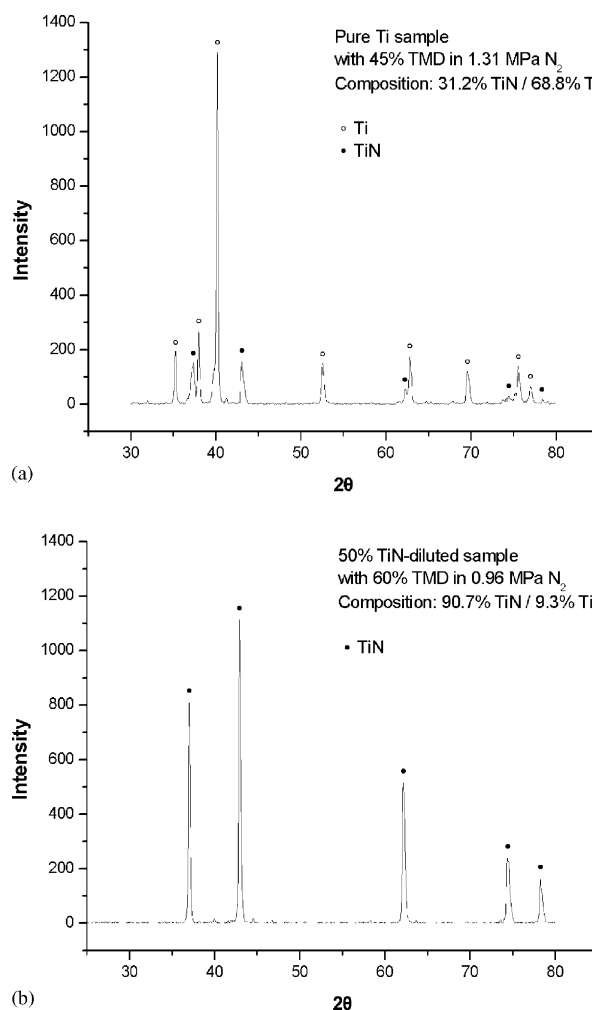 1400
1200
1000
800
600
400
200
0
Intensity
Pure Ti sample
with 45% TMD in 1.31 MPa N2
Composition: 31.2% TiN / 68.8% T
Ti
TiN
30 40 50 60 70 80
2θ
(a)
1400
1200
1000
800
600
400
200
0
Intensity
50% TiN-diluted sample
with 60% TMD in 0.96 MPa N2
Composition: 90.7% TiN / 9.3% Ti
TiN
30 40 50 60 70 80
2θ
(b)